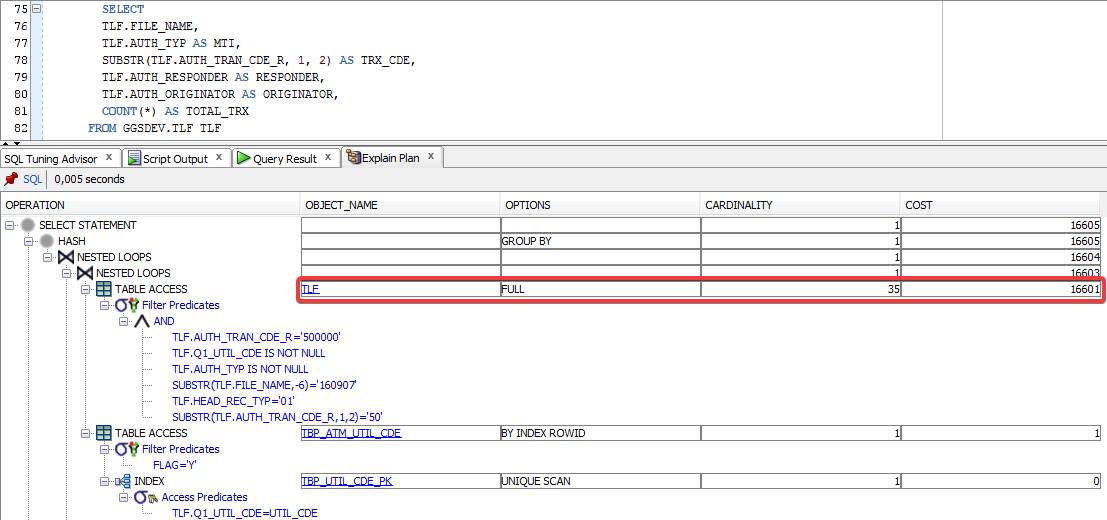 75 SELECT
76 TLF.FILE_NAME,
77 TLF.AUTH_TYP AS MTI,
78 SUBSTR(TLF.AUTH_TRAN_CDE_R, 1, 2) AS TRX_CDE,
79 TLF.AUTH_RESPONDER AS RESPONDER,
80 TLF.AUTH_ORIGINATOR AS ORIGINATOR,
81 COUNT(*) AS TOTAL_TRX
82 FROM GGSDEV.TLF TLF
SQL Tuning Advisor x Script Output x Query Result x Explain Plan x
SQL 0,005 seconds
OPERATION OBJECT_NAME OPTIONS CARDINALITY COST
SELECT STATEMENT 1 16605
HASH GROUP BY 1 16605
NESTED LOOPS 1 16604
NESTED LOOPS 1 16603
TABLE ACCESS TLF FULL 35 16601
Filter Predicates
AND
TLF.AUTH_TRAN_CDE_R='500000'
TLF.Q1_UTIL_CDE IS NOT NULL
TLF.AUTH_TYP IS NOT NULL
SUBSTR(TLF.FILE_NAME,-6)='160907'
TLF.HEAD_REC_TYP='01'
SUBSTR(TLF.AUTH_TRAN_CDE_R,1,2)='50'
TABLE ACCESS TBP_ATM_UTIL_CDE BY INDEX ROWID 1 1
Filter Predicates
FLAG='Y'
INDEX TBP_UTIL_CDE_PK UNIQUE SCAN 1 0
Access Predicates
TLF.Q1_UTIL_CDE=UTIL_CDE